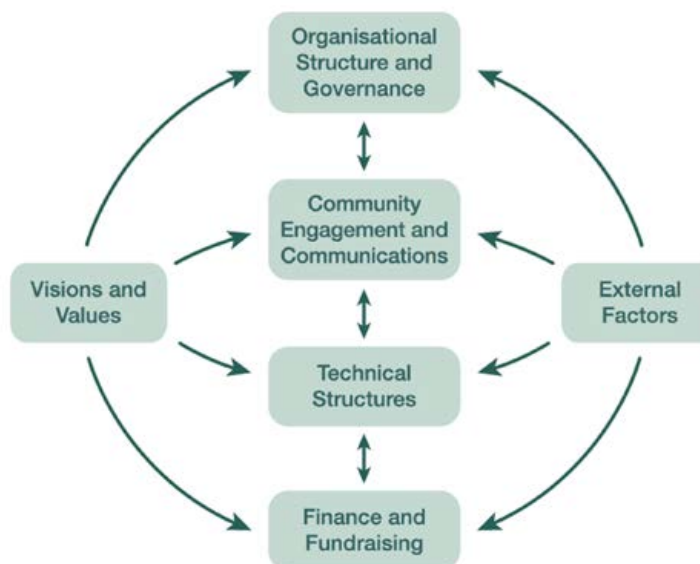 Organisational
Structure and
Governance
Community
Engagement and
Communications
Visions and
Values
External
Factors
Technical
Structures
Finance and
Fundraising